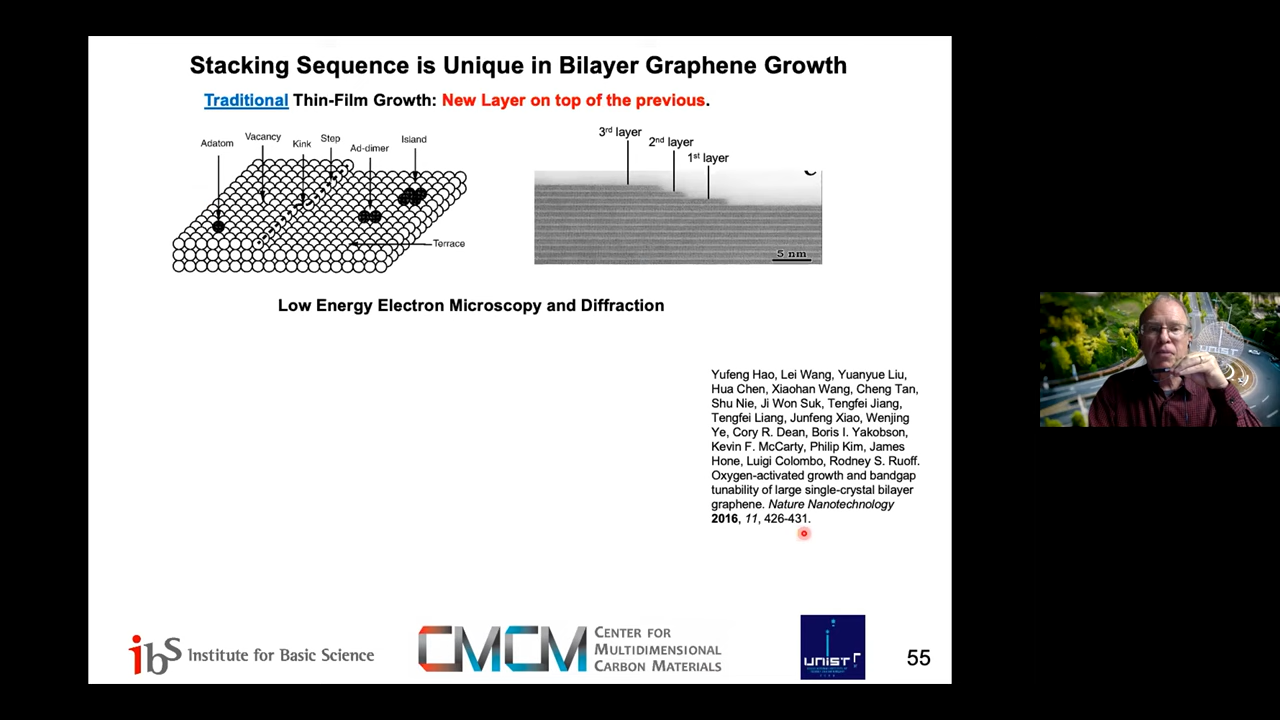 Stacking Sequence is Unique in Bilayer Graphene Growth
Traditional Thin-Film Growth: New Layer on top of the previous.
Adatom
Vacancy
Kink
Step
Ad-dimer
Island
Terrace
3rd layer
2nd layer
1st layer
5 nm
Low Energy Electron Microscopy and Diffraction
Yufeng Hao, Lei Wang, Yuanyue Liu,
Hua Chen, Xiaohan Wang, Cheng Tan,
Shu Nie, Ji Won Suk, Tengfei Jiang,
Tengfei Liang, Junfeng Xiao, Wenjing
Ye, Cory R. Dean, Boris I. Yakobson,
Kevin F. McCarty, Philip Kim, James
Hone, Luigi Colombo, Rodney S. Ruoff.
Oxygen-activated growth and bandgap
tunability of large single-crystal bilayer
graphene. Nature Nanotechnology
2016, 11, 426-431.
ibS Institute for Basic Science
CMCM
CENTER FOR
MULTIDIMENSIONAL
CARBON MATERIALS
UNIST
55
UNIST